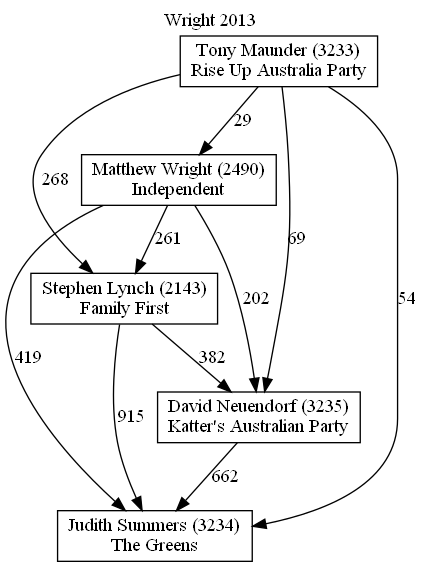 Wright 2013
Tony Maunder (3233)
Rise Up Australia Party
29
Matthew Wright (2490)
Independent
268
261
69
202
54
Stephen Lynch (2143)
Family First
419
382
915
David Neuendorf (3235)
Katter's Australian Party
662
Judith Summers (3234)
The Greens